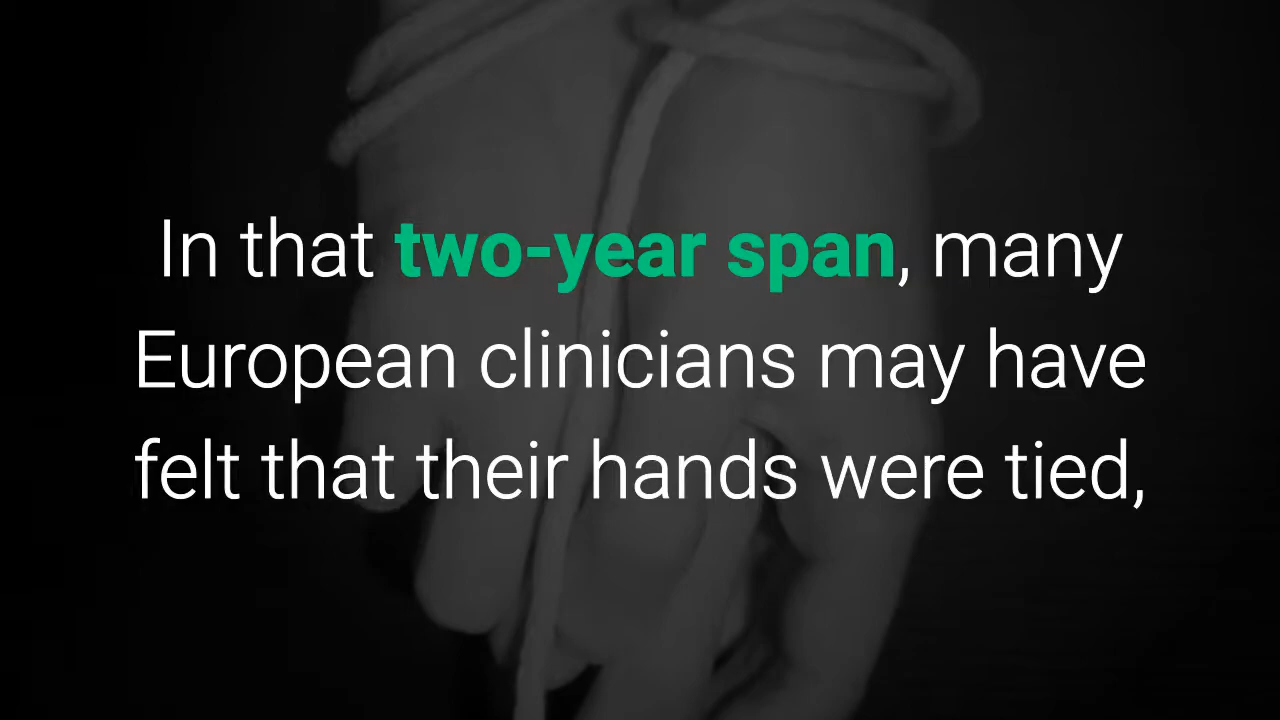 In that two-year span, many
European clinicians may have
felt that their hands were tied,